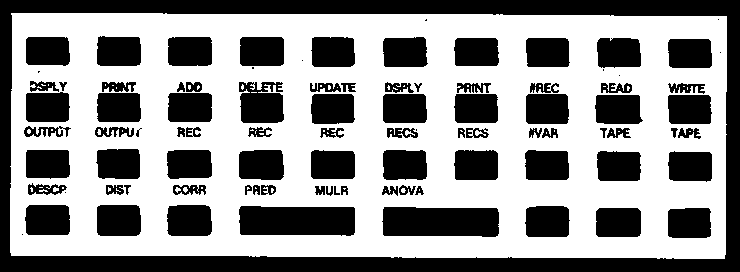 DSPLY PRINT ADD DELETE UPDATE DSPLY PRINT #REC READ WRITE
OUTPUT OUTPUT REC REC REC RECS RECS #VAR TAPE TAPE
DESCP DIST CORR PRED MULR ANOVA